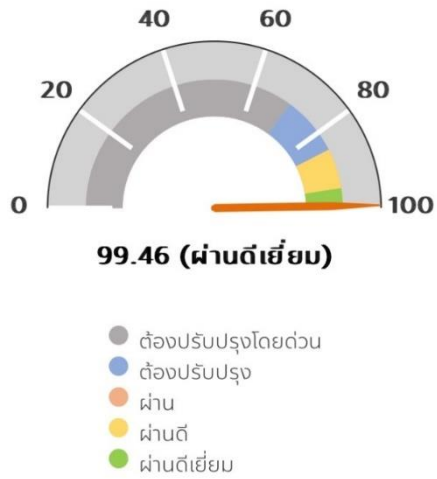 40 60
20 80
0 100
99.46 (ผ่านดีเยี่ยม)
ต้องปรับปรุงโดยด่วน
ต้องปรับปรุง
ผ่าน
ผ่านดี
ผ่านดีเยี่ยม